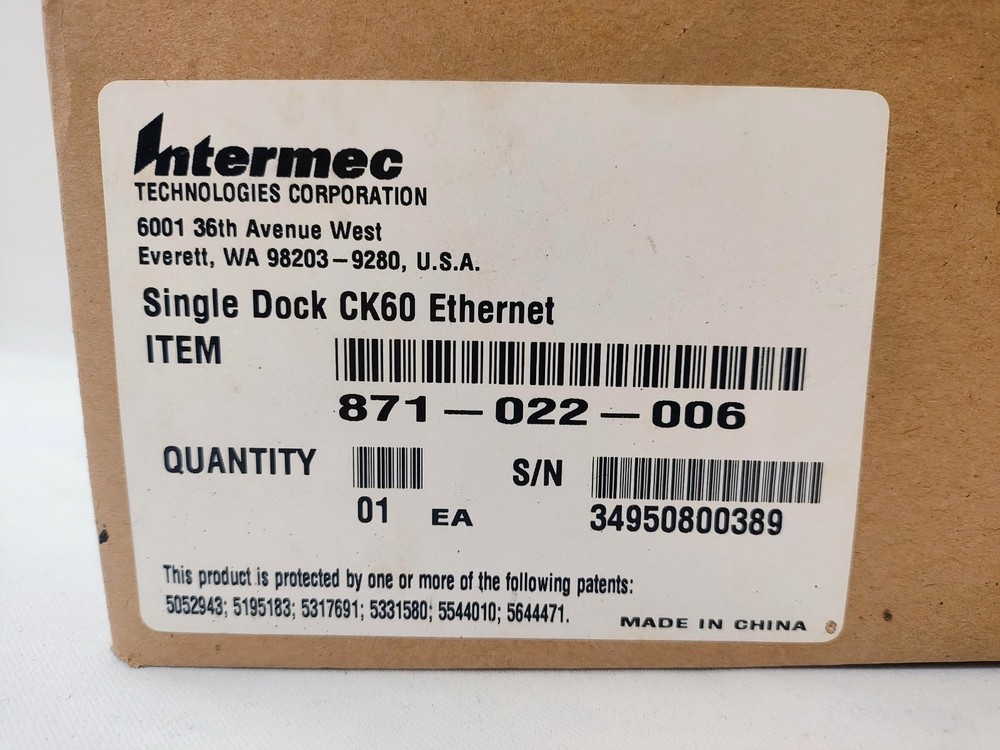 Intermec
TECHNOLOGIES CORPORATION
6001 36th Avenue West
Everett, WA 98203-9280, U.S.A.
Single Dock CK60 Ethernet
ITEM
871-022-006
QUANTITY
01 EA
S/N
34950800389
This product is protected by one or more of the following patents:
5052943; 5195183; 5317691; 5331580; 5544010; 5644471.
MADE IN CHINA